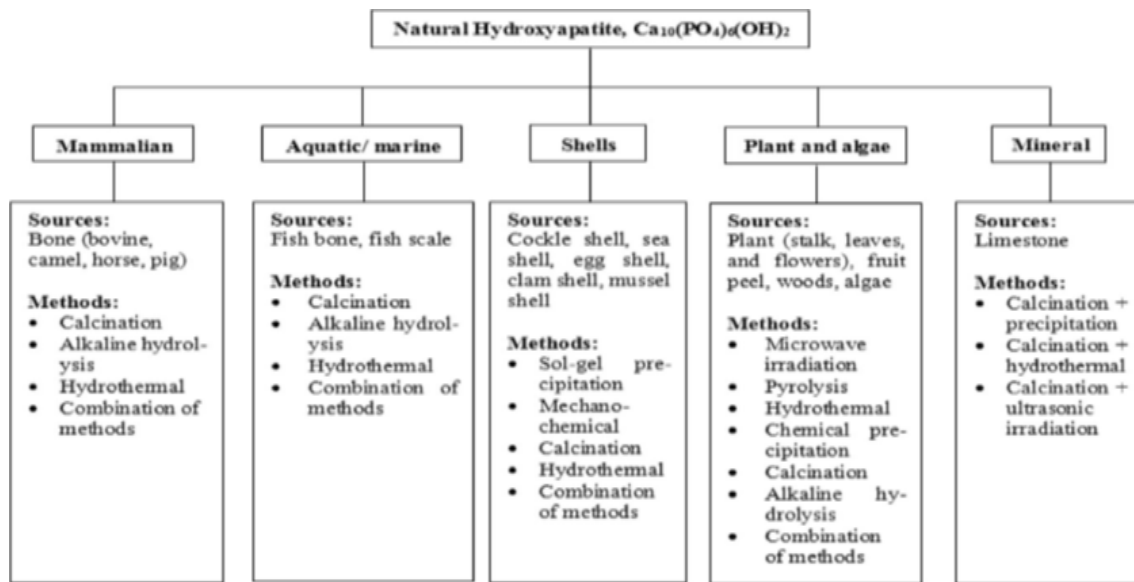 Natural Hydroxyapatite, Ca₁₀(PO₄)₆(OH)₂
Mammalian
Aquatic/ marine
Shells
Plant and algae
Mineral
Sources:
Bone (bovine,
camel, horse, pig)
Methods:
• Calcination
• Alkaline hydrol-
ysis
• Hydrothermal
• Combination of
methods
Sources:
Fish bone, fish scale
Methods:
• Calcination
• Alkaline hydrol-
ysis
• Hydrothermal
• Combination of
methods
Sources:
Cockle shell, sea
shell, egg shell,
clam shell, mussel
shell
Methods:
• Sol-gel pre-
cipitation
• Mechano-
chemical
• Calcination
• Hydrothermal
• Combination
of methods
Sources:
Plant (stalk, leaves,
and flowers), fruit
peel, woods, algae
Methods:
• Microwave
irradiation
• Pyrolysis
• Hydrothermal
• Chemical pre-
cipitation
• Calcination
• Alkaline hy-
drolysis
• Combination
of methods
Sources:
Limestone
Methods:
• Calcination +
precipitation
• Calcination +
hydrothermal
• Calcination +
ultrasonic
irradiation